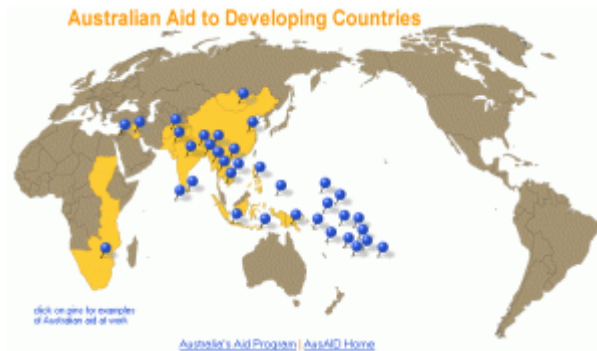 Australian Aid to Developing Countries
click on pins for examples
of Australian aid at work
Australia's Aid Program | AusAID Home